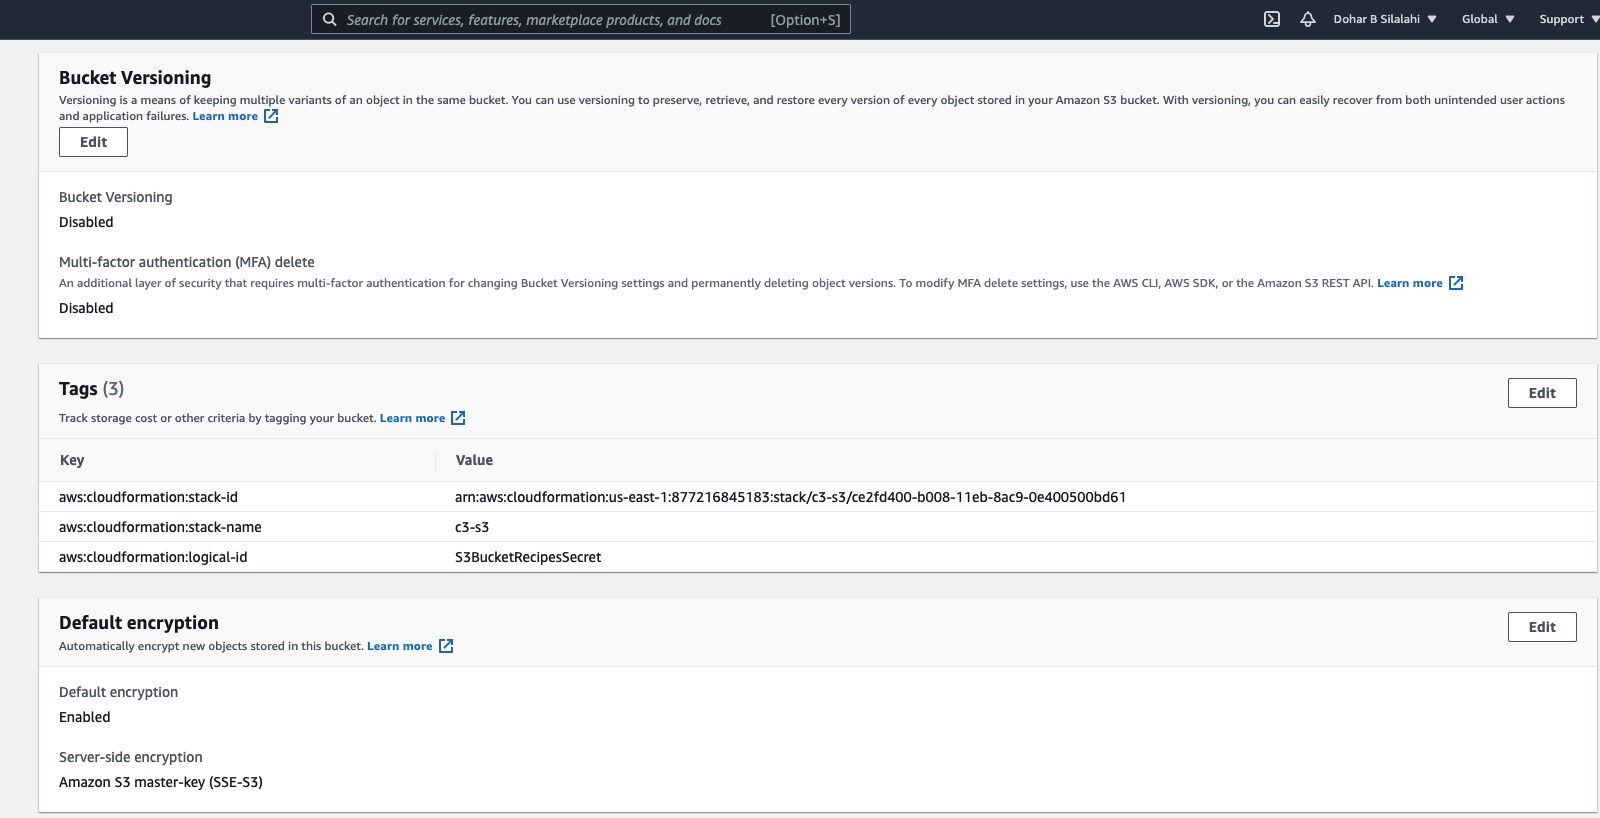 Search for services, features, marketplace products, and docs [Option+S] Dohar B Silalahi ▼ Global ▼ Support ▼
Bucket Versioning
Versioning is a means of keeping multiple variants of an object in the same bucket. You can use versioning to preserve, retrieve, and restore every version of every object stored in your Amazon S3 bucket. With versioning, you can easily recover from both unintended user actions
and application failures. Learn more
Edit
Bucket Versioning
Disabled
Multi-factor authentication (MFA) delete
An additional layer of security that requires multi-factor authentication for changing Bucket Versioning settings and permanently deleting object versions. To modify MFA delete settings, use the AWS CLI, AWS SDK, or the Amazon S3 REST API. Learn more
Disabled
Tags (3)
Edit
Track storage cost or other criteria by tagging your bucket. Learn more
Key Value
aws:cloudformation:stack-id arn:aws:cloudformation:us-east-1:877216845183:stack/c3-s3/ce2fd400-b008-11eb-8ac9-0e400500bd61
aws:cloudformation:stack-name c3-s3
aws:cloudformation:logical-id S3BucketRecipesSecret
Default encryption
Edit
Automatically encrypt new objects stored in this bucket. Learn more
Default encryption
Enabled
Server-side encryption
Amazon S3 master-key (SSE-S3)